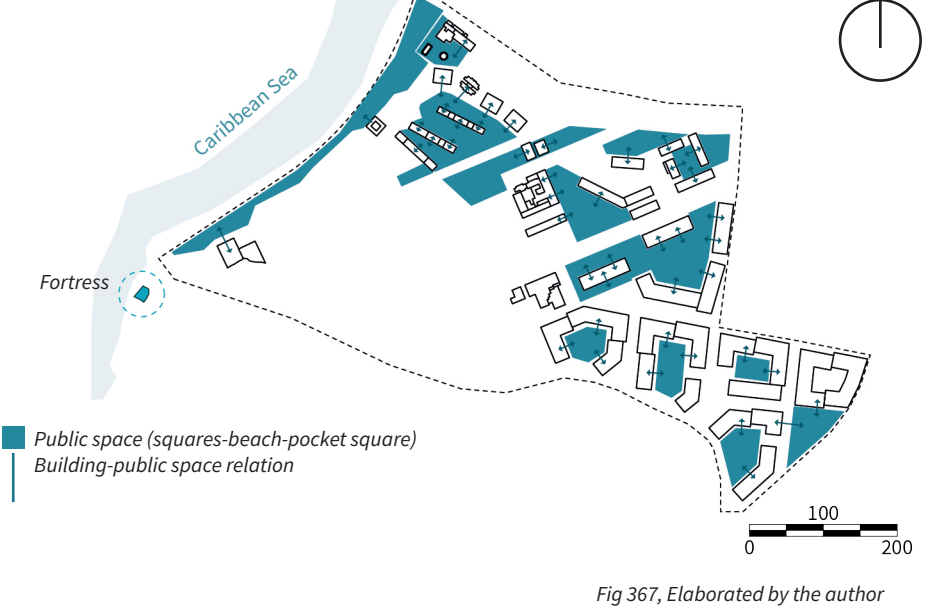 Caribbean Sea
Fortress
Public space (squares-beach-pocket square)
Building-public space relation
100
0 200
Fig 367, Elaborated by the author